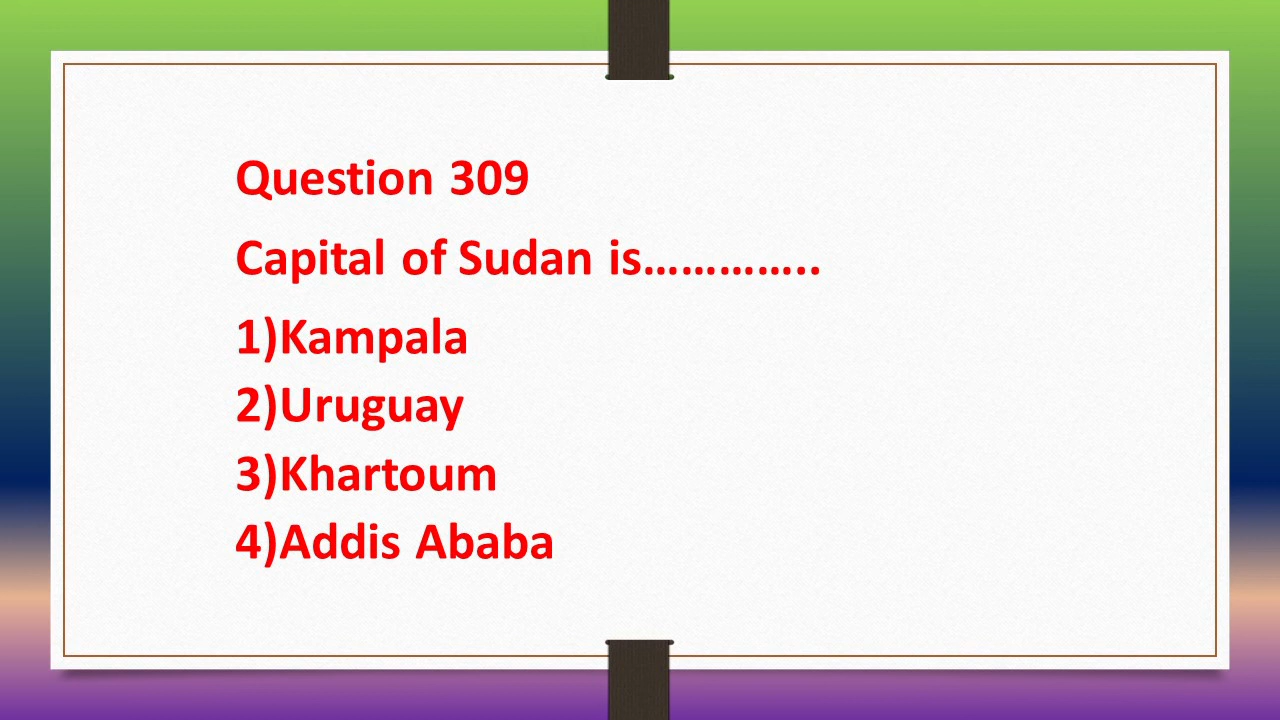 Question 309
Capital of Sudan is…………..
1)Kampala
2)Uruguay
3)Khartoum
4)Addis Ababa